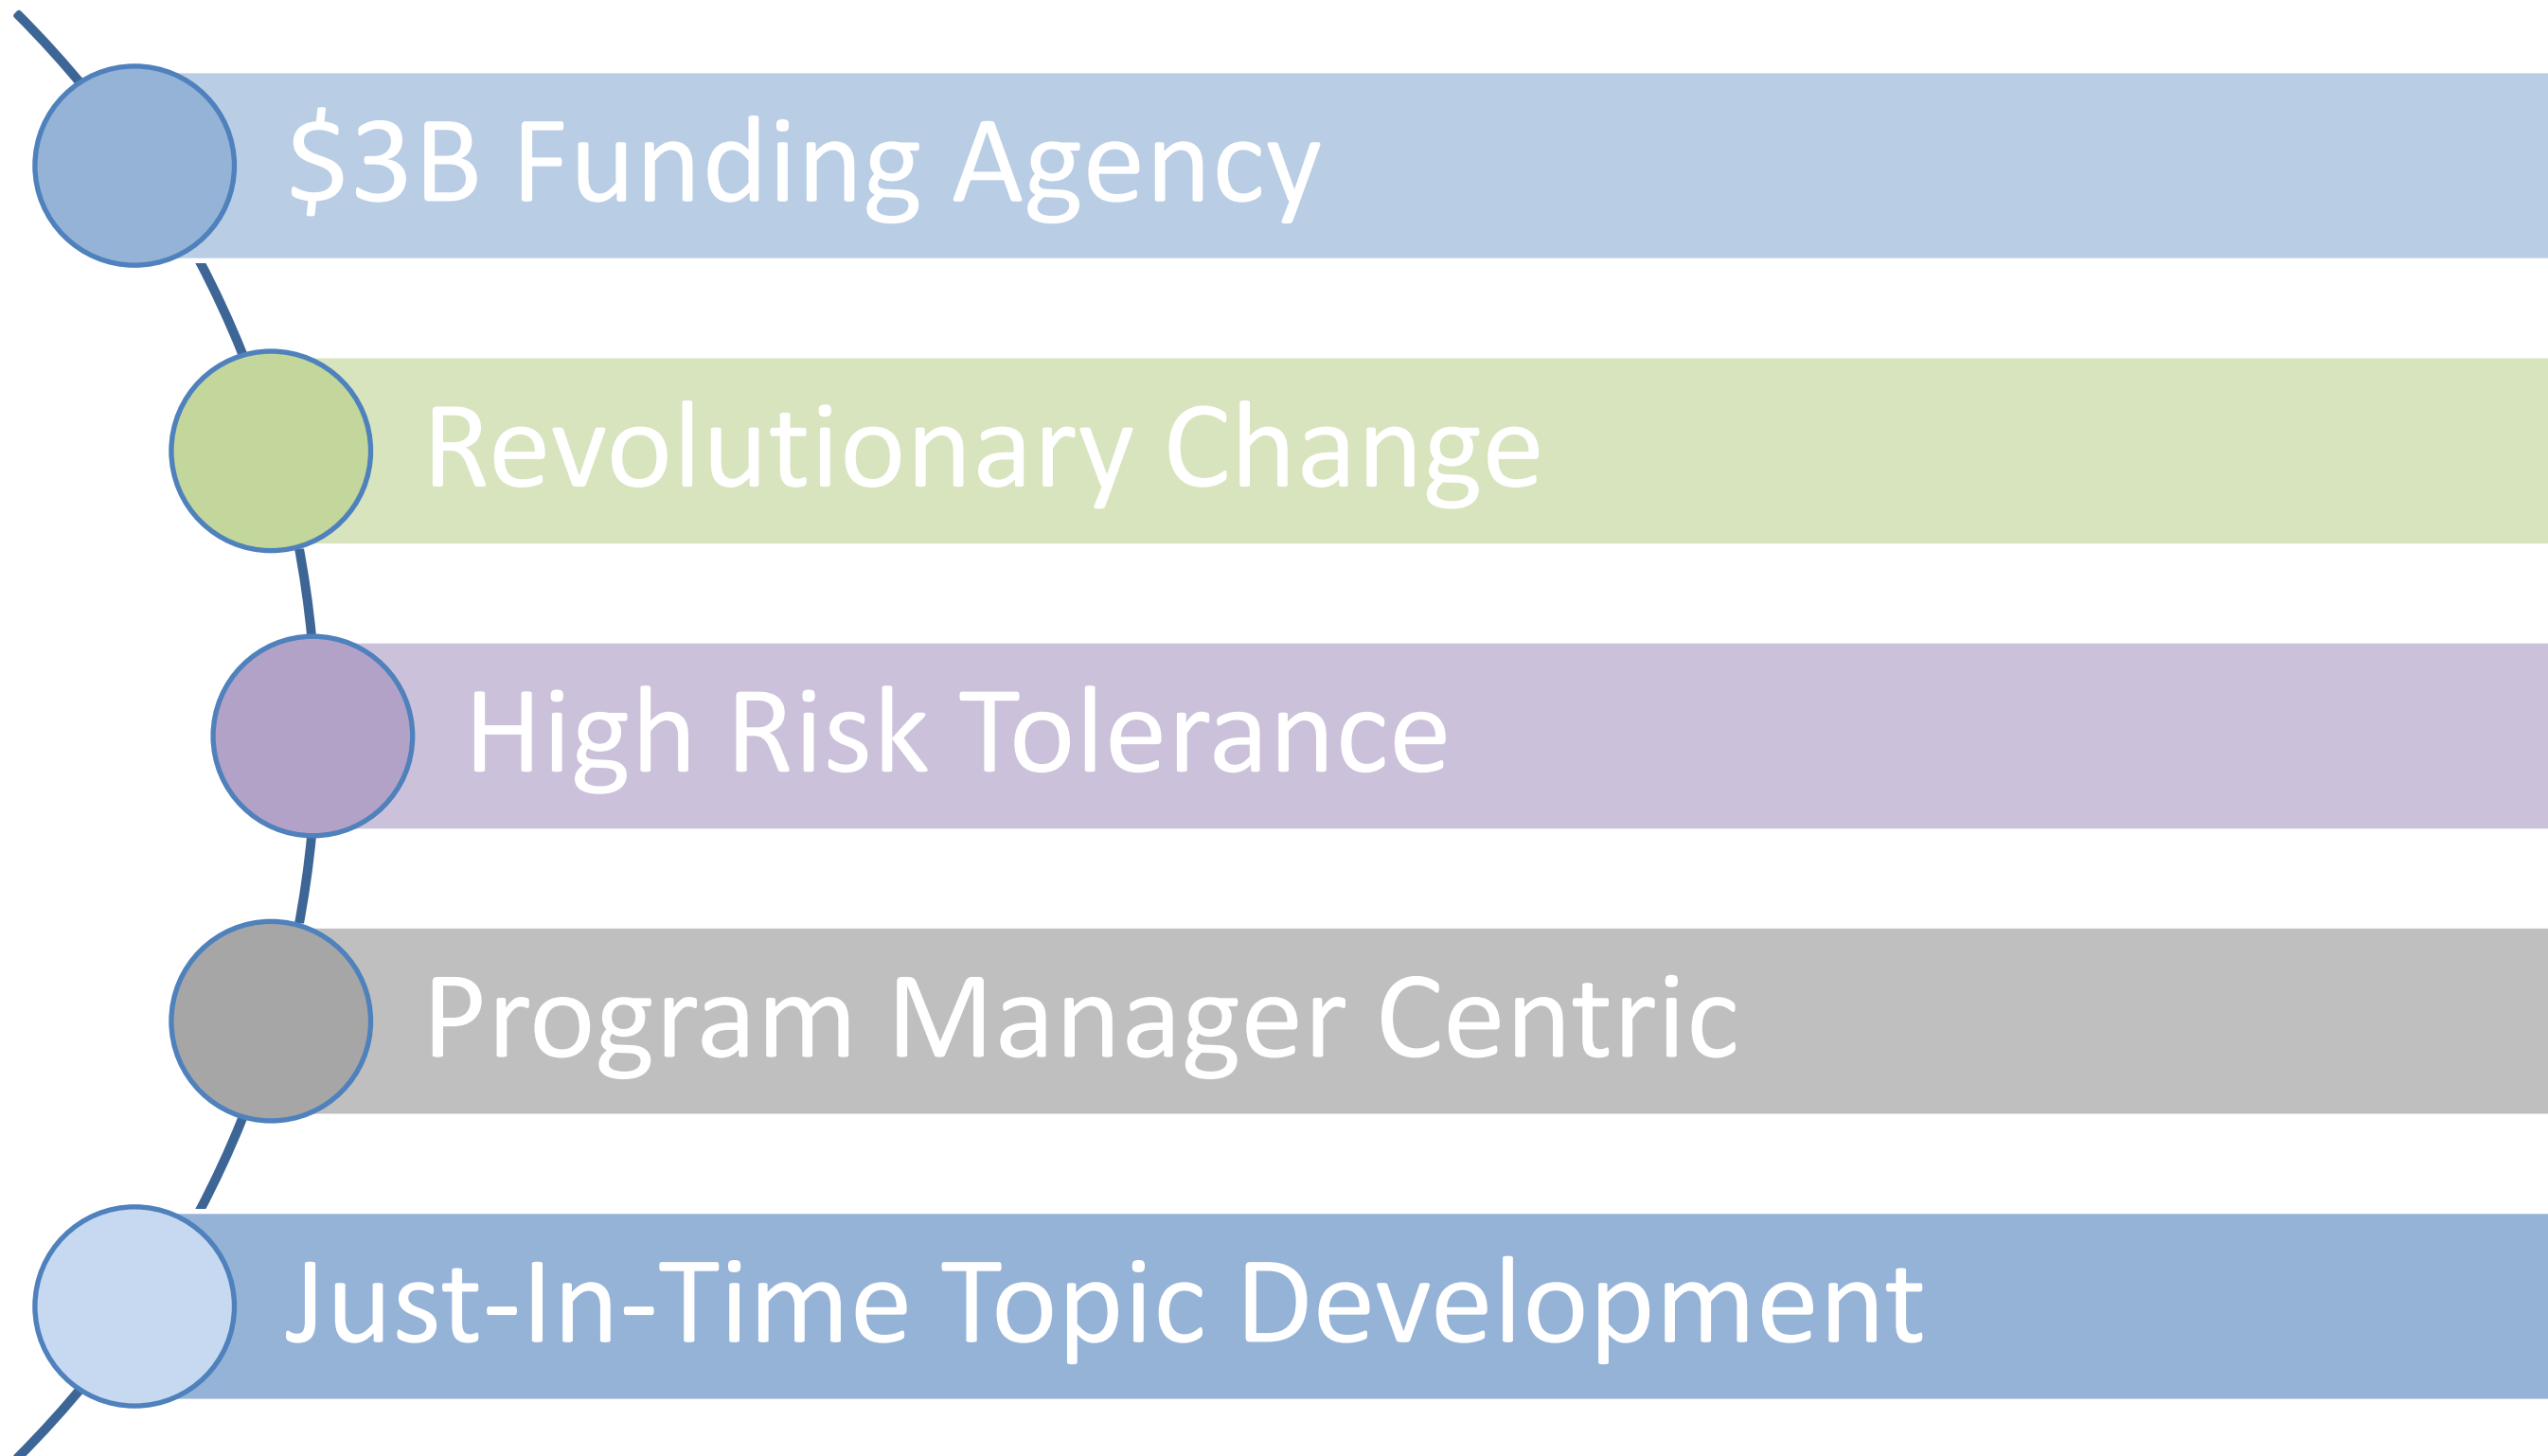 $3B Funding Agency
Revolutionary Change
High Risk Tolerance
Program Manager Centric
Just-In-Time Topic Development